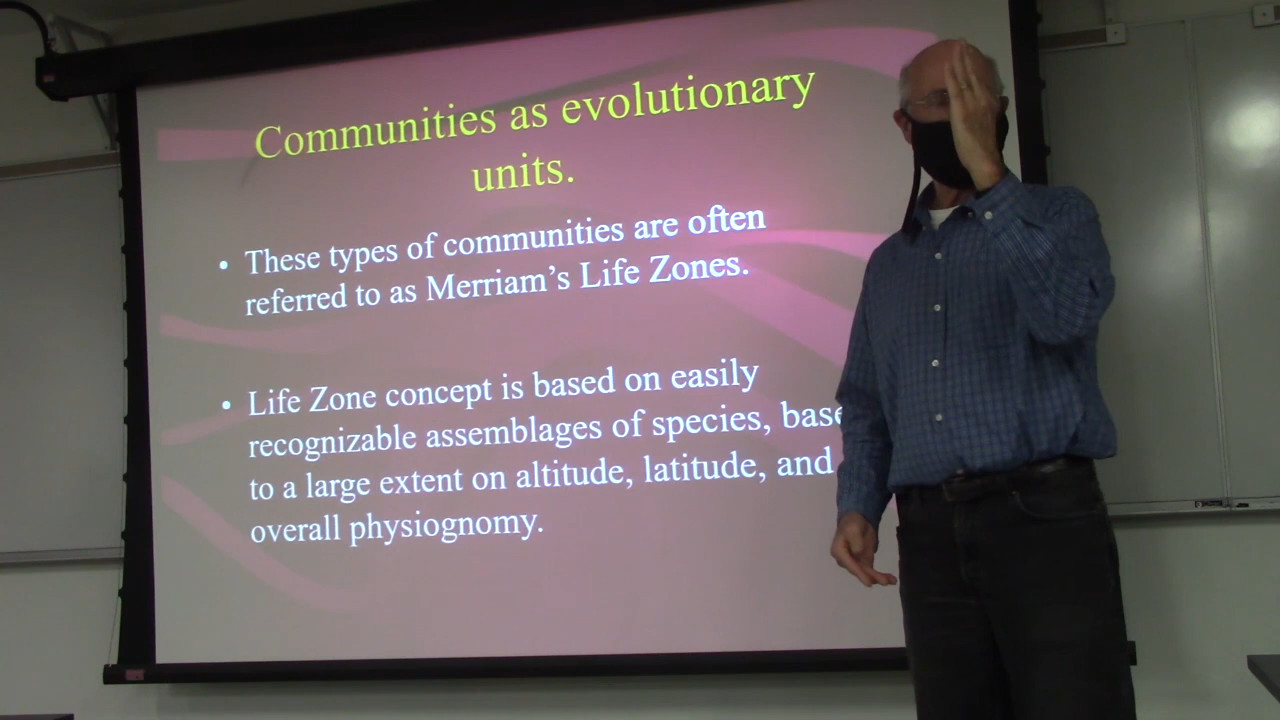 Communities as evolutionary
units.
• These types of communities are often
referred to as Merriam's Life Zones.
• Life Zone concept is based on easily
recognizable assemblages of species, base
to a large extent on altitude, latitude, and
overall physiognomy.